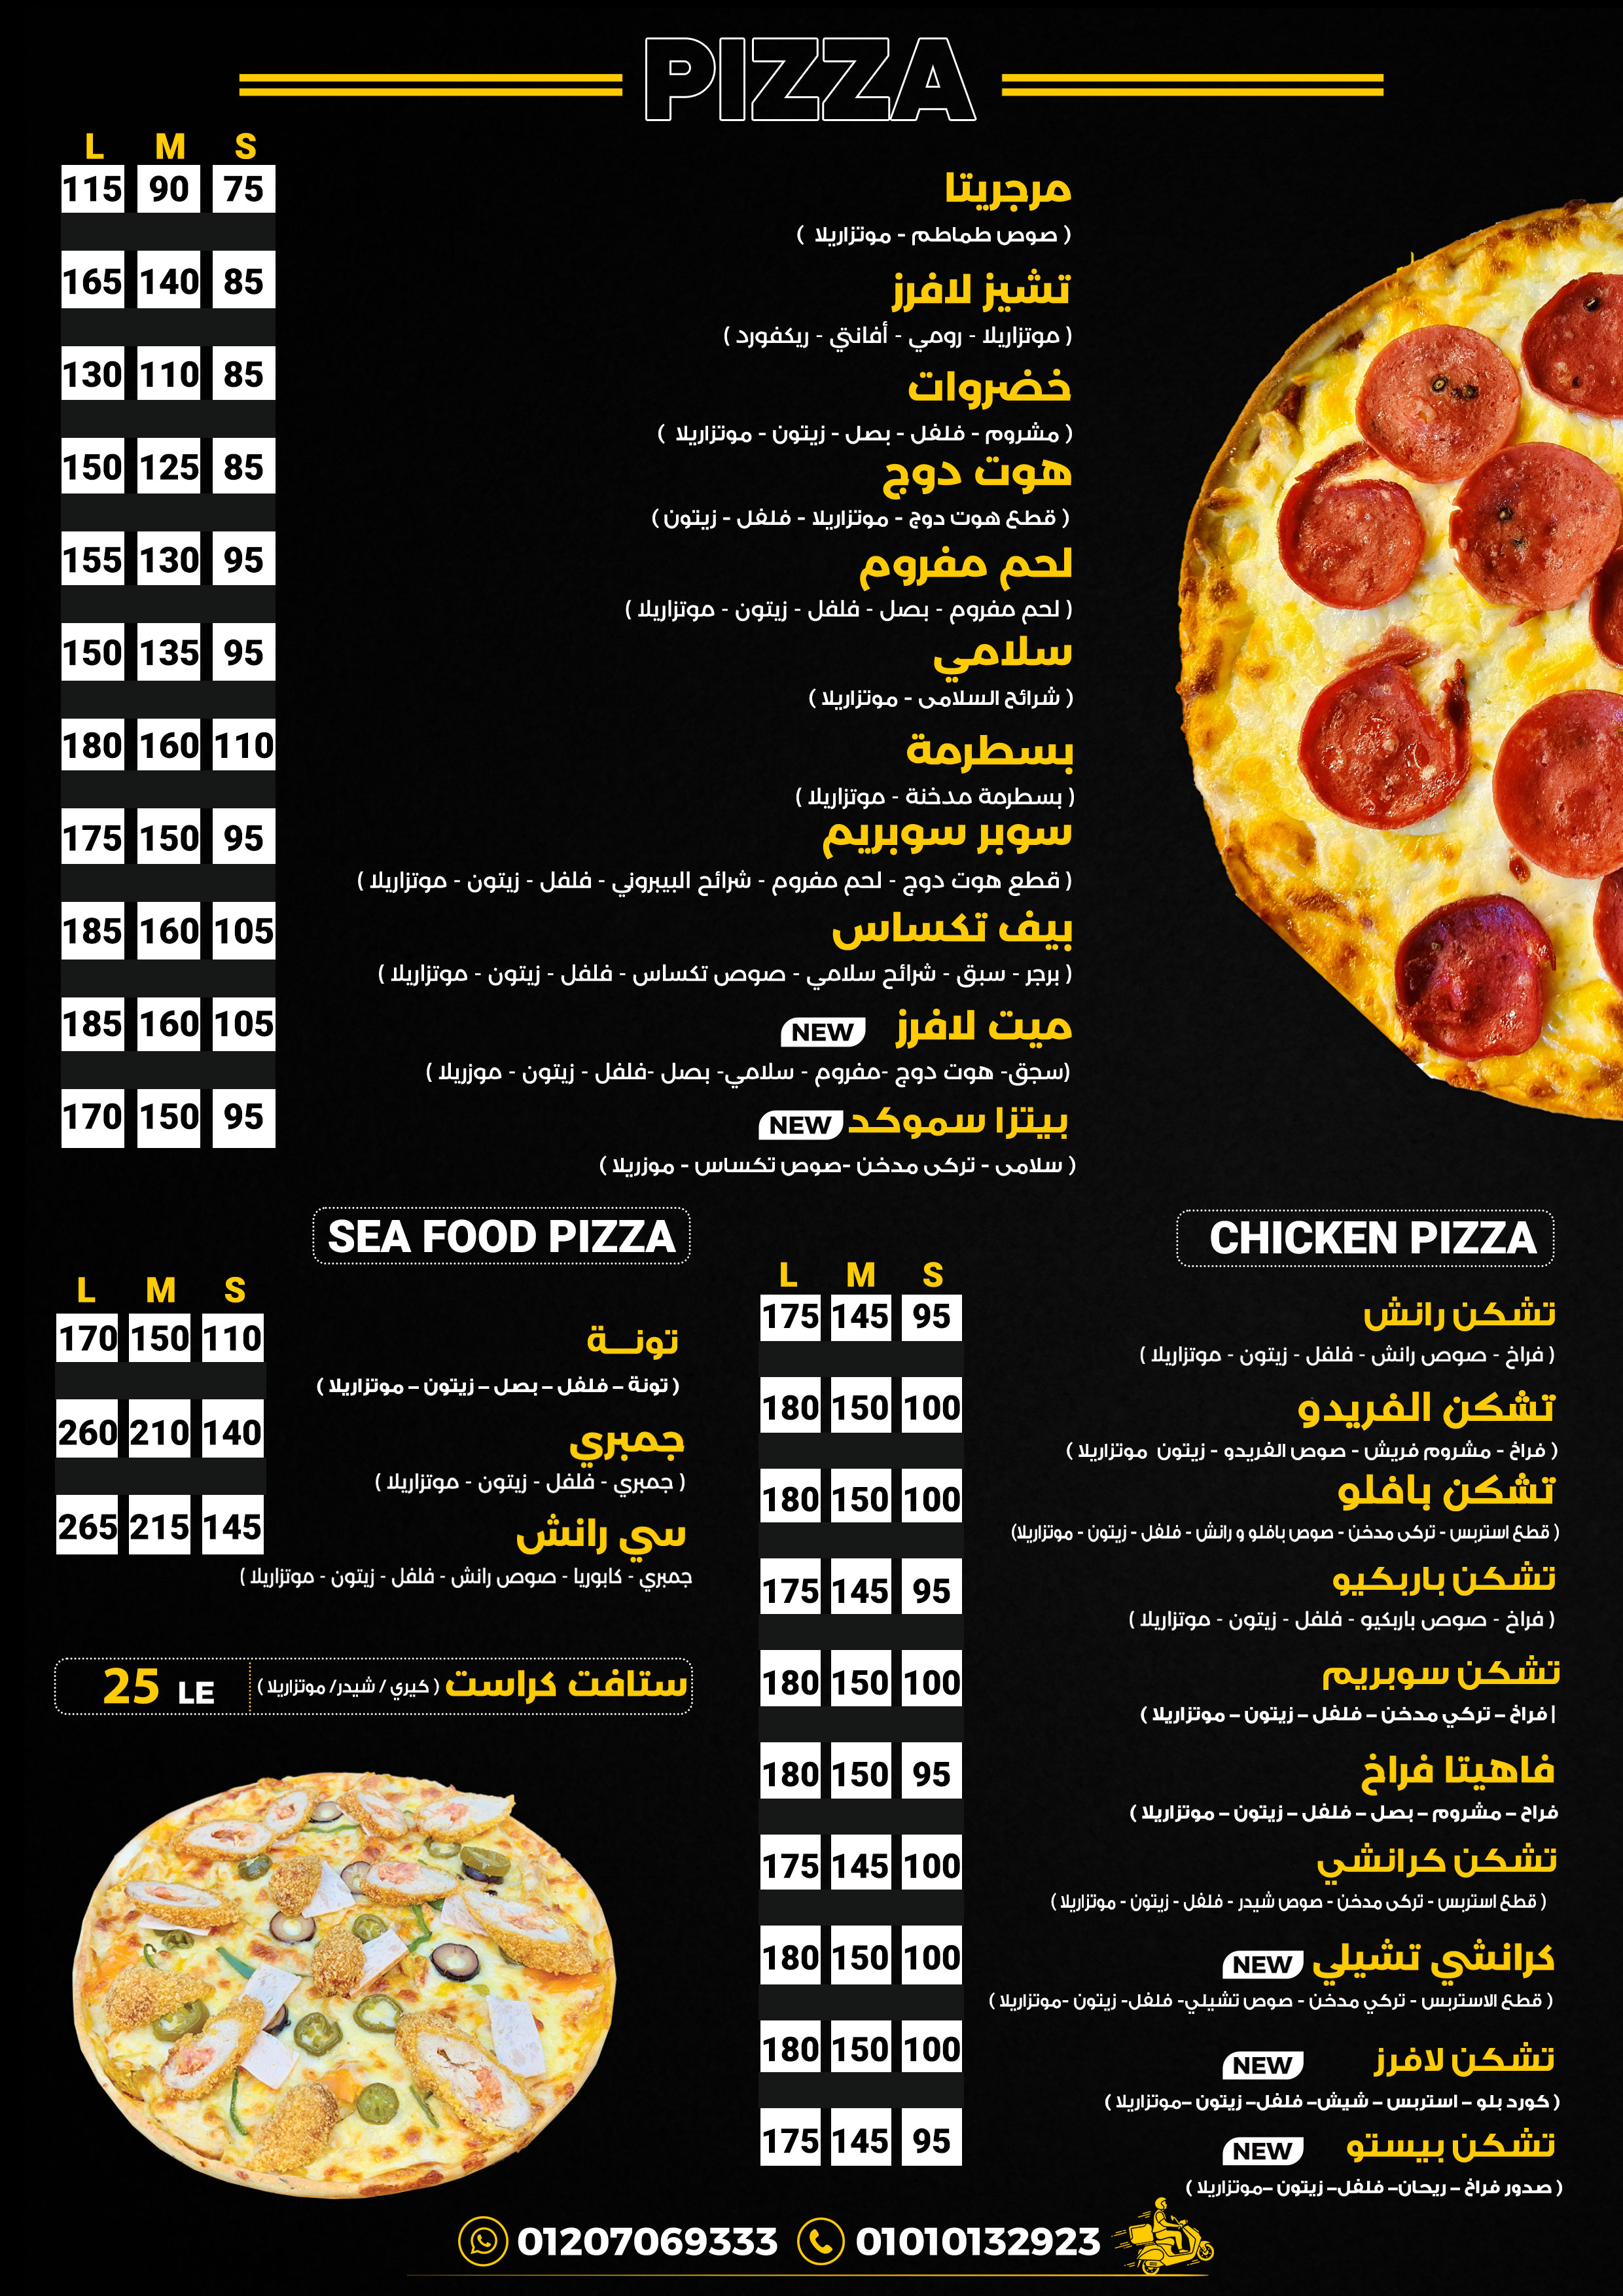 PIZZA
L M S
مرجريتا
115 90 75
( صوص طماطم - موتزاريلا )
تشيز لافرز
165 140 85
( موتزاريلا - رومي - أفانتي - ريكفورد )
خضروات
130 110 85
( مشروم - فلفل - بصل - زيتون - موتزاريلا )
هوت دوج
150 125 85
( قطع هوت دوج - موتزاريلا - فلفل - زيتون )
لحم مفروم
155 130 95
( لحم مفروم - بصل - فلفل - زيتون - موتزاريلا )
سلامي
150 135 95
( شرائح السلامى - موتزاريلا )
بسطرمة
180 160 110
( بسطرمة مدخنة - موتزاريلا )
سوبر سوبريم
175 150 95
( قطع هوت دوج - لحم مفروم - شرائح البيبروني - فلفل - زيتون - موتزاريلا )
بيف تكساس
185 160 105
( برجر - سبق - شرائح سلامي - صوص تكساس - فلفل - زيتون - موتزاريلا )
ميت لافرز NEW
185 160 105
(سجق- هوت دوج -مفروم - سلامي- بصل -فلفل - زيتون - موزريلا )
بيتزا سموكد NEW
170 150 95
( سلامى - تركى مدخن -صوص تكساس - موزريلا )
CHICKEN PIZZA
L M S
تشكن رانش
175 145 95
( فراخ - صوص رانش - فلفل - زيتون - موتزاريلا )
تشكن الفريدو
180 150 100
( فراخ - مشروم فريش - صوص الفريدو - زيتون موتزاريلا )
تشكن بافلو
180 150 100
( قطع استربس - تركى مدخن - صوص بافلو و رانش - فلفل - زيتون - موتزاريلا)
تشكن باربكيو
175 145 95
( فراخ - صوص باربكيو - فلفل - زيتون - موتزاريلا )
تشكن سوبريم
180 150 100
| فراخ – تركي مدخن – فلفل – زيتون – موتزاريلا )
فاهيتا فراخ
180 150 95
فراخ – مشروم – بصل – فلفل – زيتون – موتزاريلا )
تشكن كرانشي
175 145 100
( قطع استربس - تركى مدخن - صوص شيدر - فلفل - زيتون - موتزاريلا )
كرانشي تشيلي NEW
180 150 100
( قطع الاستربس - تركي مدخن - صوص تشيلي- فلفل- زيتون -موتزاريلا )
تشكن لافرز NEW
180 150 100
( كورد بلو – استربس – شيش– فلفل– زيتون –موتزاريلا )
تشكن بيستو NEW
175 145 95
( صدور فراخ – ريحان– فلفل– زيتون –موتزاريلا )
SEA FOOD PIZZA
L M S
تونـــة
170 150 110
( تونة – فلفل – بصل – زيتون – موتزاريلا )
جمبري
260 210 140
( جمبري - فلفل - زيتون - موتزاريلا )
سي رانش
265 215 145
جمبري - كابوريا - صوص رانش - فلفل - زيتون - موتزاريلا )
ستافت كراست ( كيري / شيدر/ موتزاريلا ) 25 LE
01207069333 01010132923